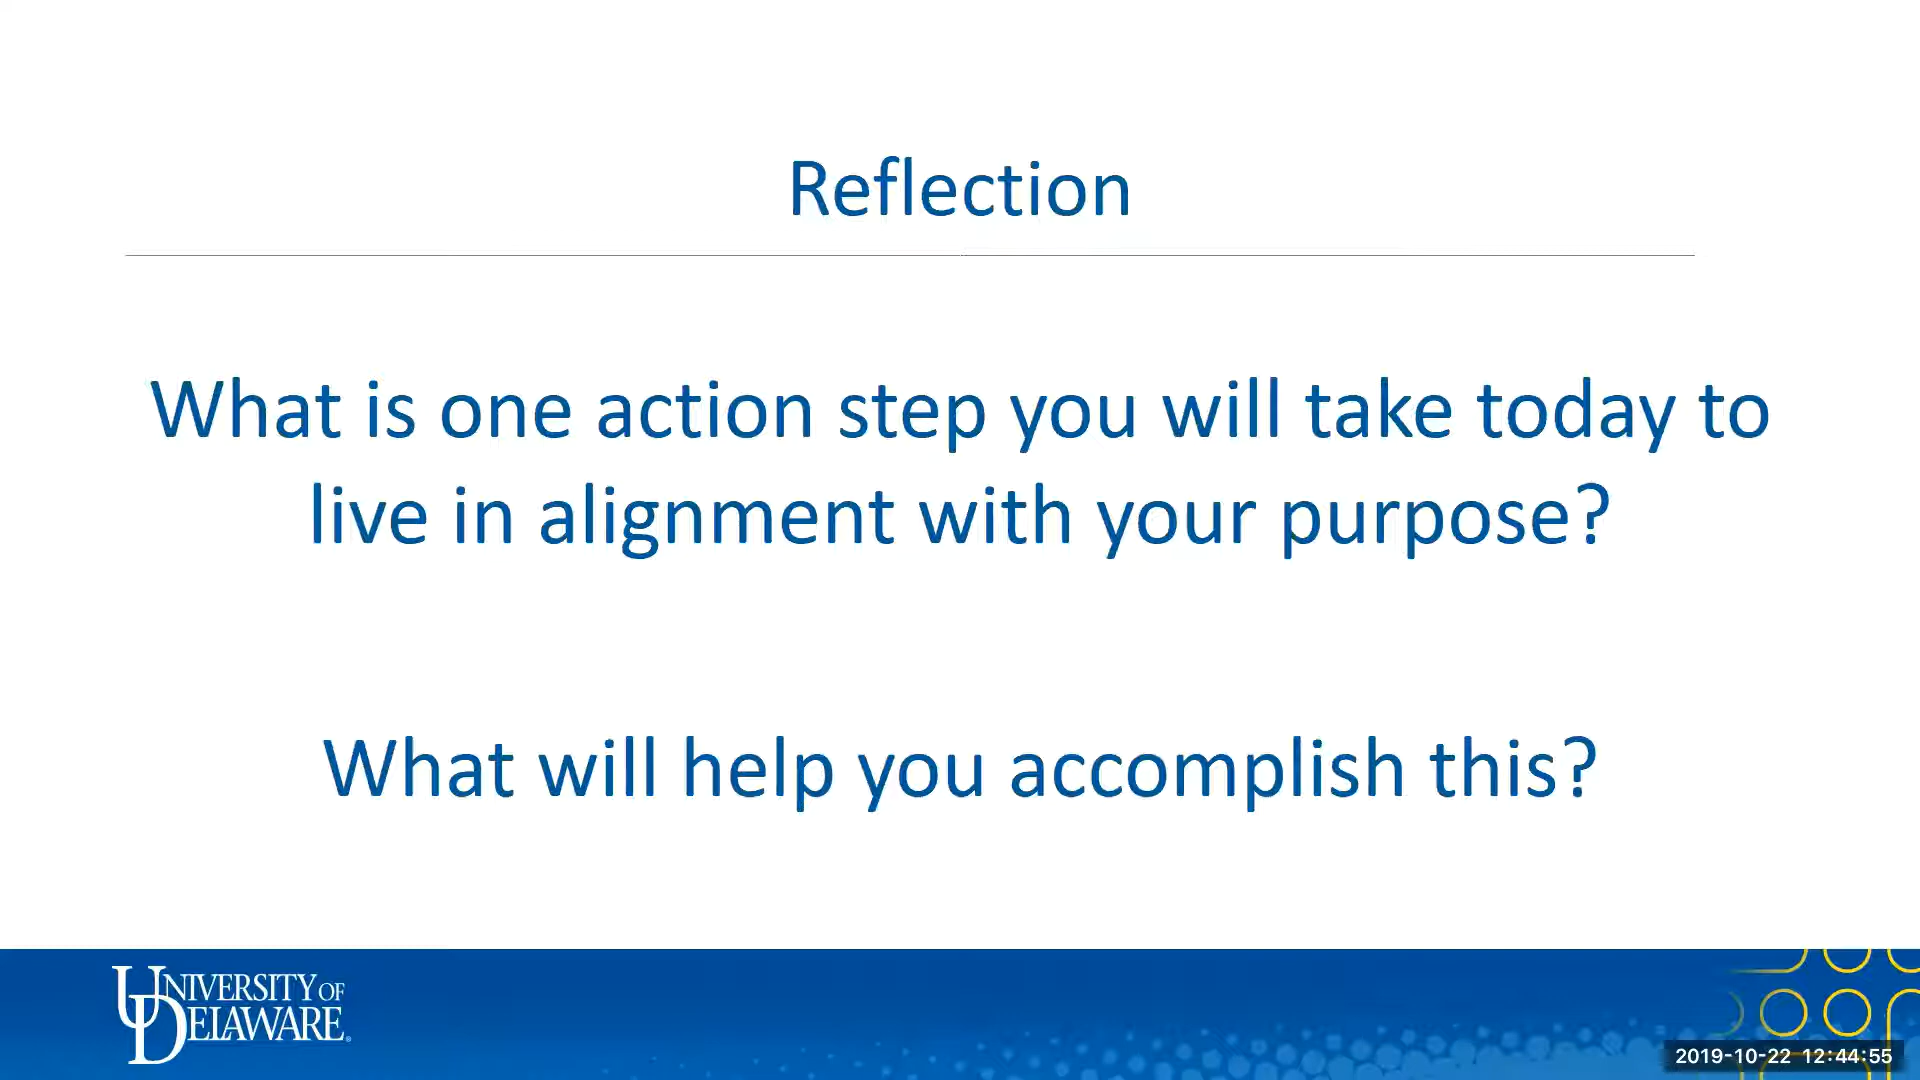 Reflection
What is one action step you will take today to
live in alignment with your purpose?
What will help you accomplish this?
UNIVERSITY OF
DELAWARE®
2019-10-22 12:44:55